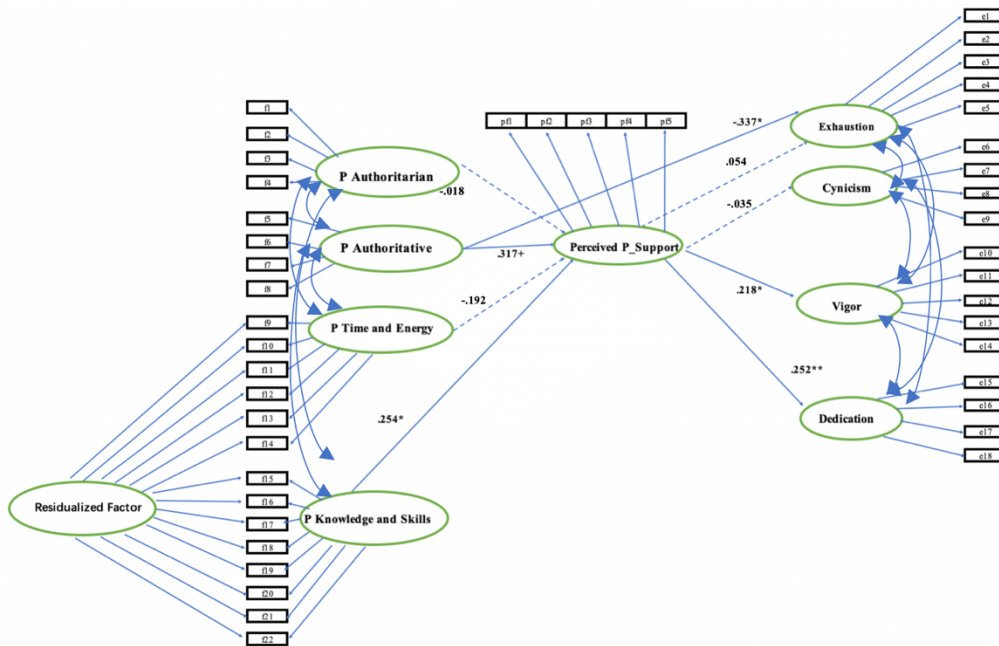 e1
e2
e3
e4
e5
e6
e7
e8
e9
e10
e11
e12
e13
e14
e15
e16
e17
e18
f1
f2
f3
f4
f5
f6
f7
f8
f9
f10
f11
f12
f13
f14
f15
f16
f17
f18
f19
f20
f21
f22
pf1 pf2 pf3 pf4 pf5
P Authoritarian
P Authoritative
P Time and Energy
P Knowledge and Skills
Residualized Factor
Perceived P_Support
Exhaustion
Cynicism
Vigor
Dedication
-.018
.317+
-.192
.254*
-.337*
.054
-.035
.218*
.252**